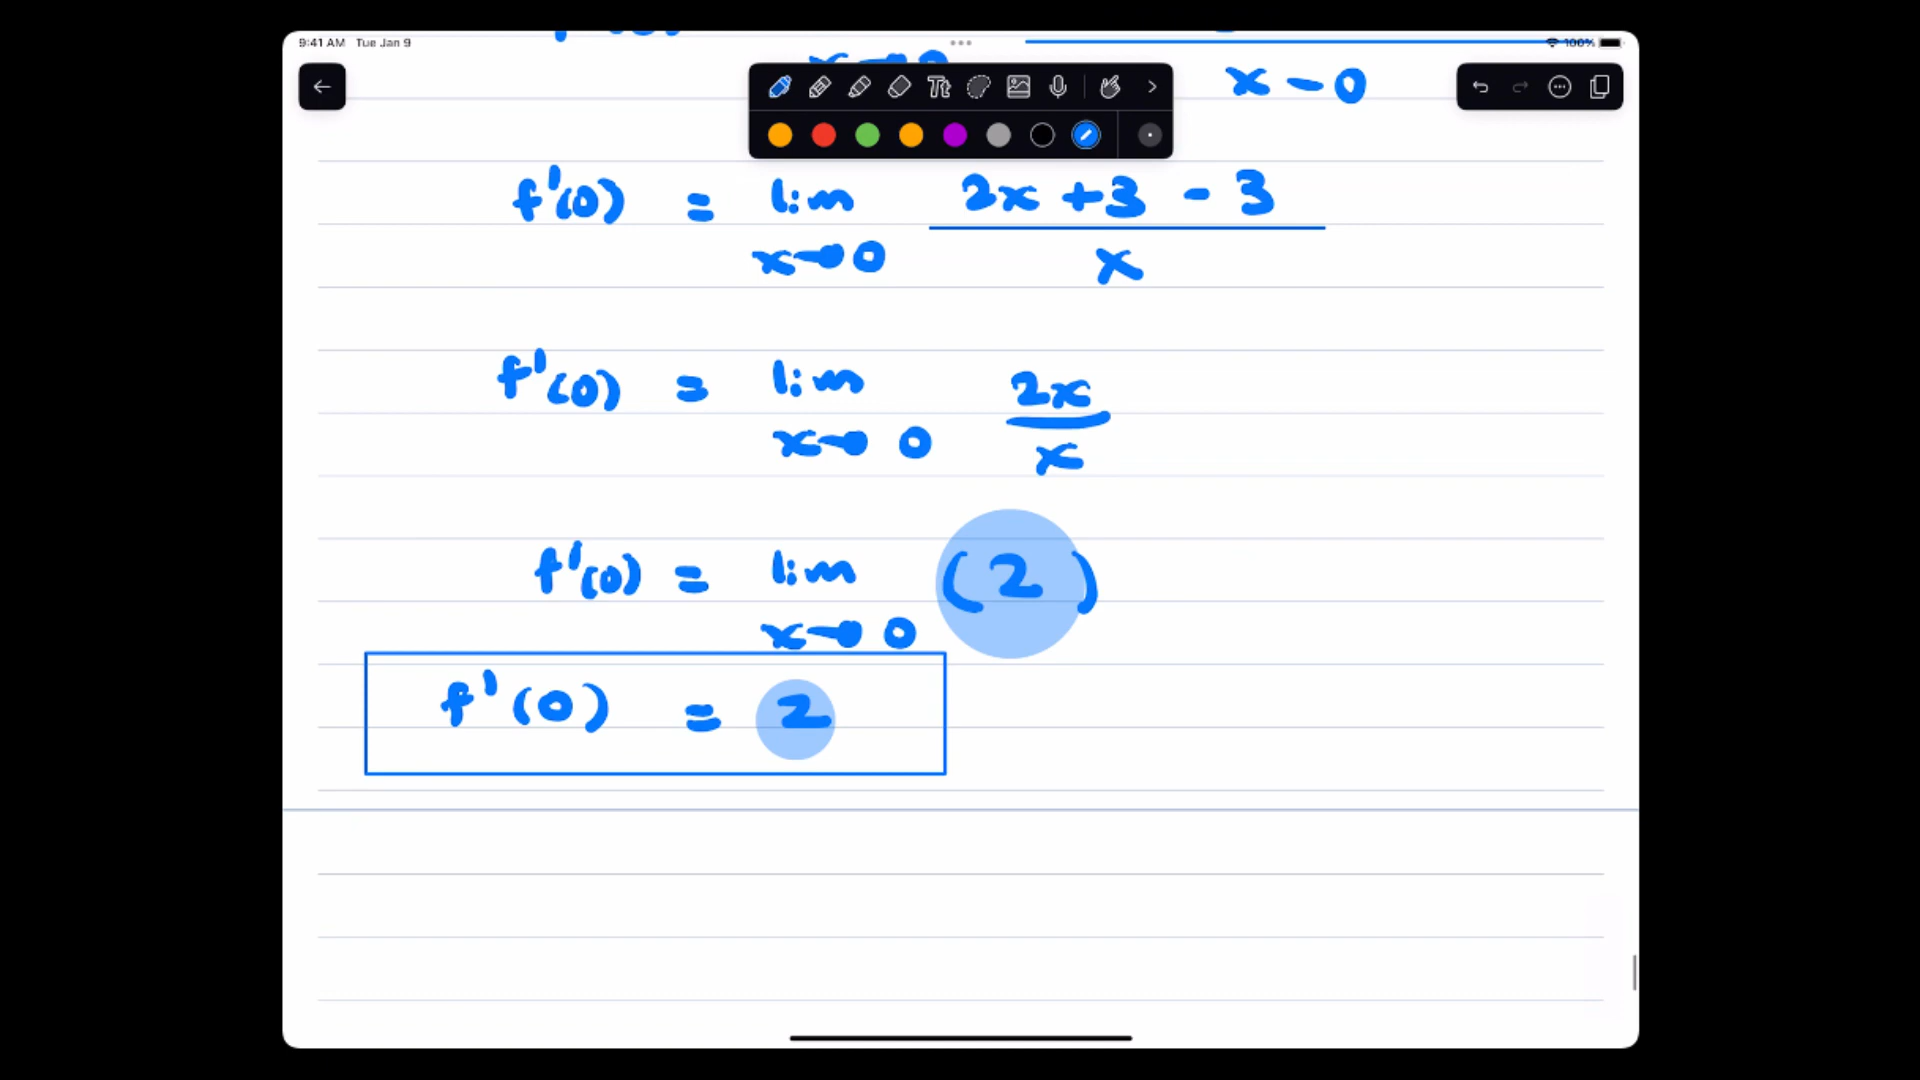 9:41 AM Tue Jan 9
100%
x - 0
f'(0) = lim 2x + 3 - 3
x→0 x
f'(0) = lim 2x
x→0 x
f'(0) = lim (2)
x→0
f'(0) = 2